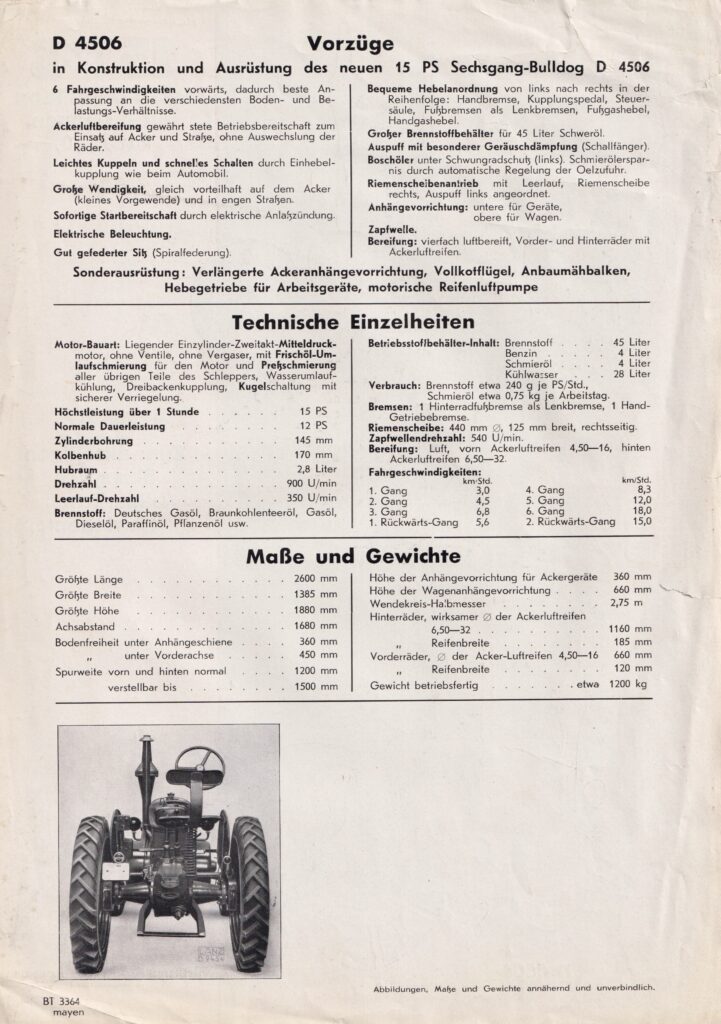 D 4506 Vorzüge
in Konstruktion und Ausrüstung des neuen 15 PS Sechsgang-Bulldog D 4506
6 Fahrgeschwindigkeiten vorwärts, dadurch beste An-
passung an die verschiedensten Boden- und Be-
lastungs-Verhältnisse.
Ackerluftbereifung gewährt stete Betriebsbereitschaft zum
Einsatz auf Acker und Straße, ohne Auswechslung der
Räder.
Leichtes Kuppeln und schnelles Schalten durch Einhebel-
kupplung wie beim Automobil.
Große Wendigkeit, gleich vorteilhaft auf dem Acker
(kleines Vorgewende) und in engen Straßen.
Sofortige Startbereitschaft durch elektrische Anlaßzündung.
Elektrische Beleuchtung.
Gut gefederter Sitz (Spiralfederung).
Bequeme Hebelanordnung von links nach rechts in der
Reihenfolge: Handbremse, Kupplungspedal, Steuer-
säule, Fußbremsen als Lenkbremsen, Fußgashebel,
Handgashebel.
Großer Brennstoffbehälter für 45 Liter Schweröl.
Auspuff mit besonderer Geräuschdämpfung (Schallfänger).
Boschöler unter Schwungradschutz (links). Schmierölerspar-
nis durch automatische Regelung der Oelzufuhr.
Riemenscheibenantrieb mit Leerlauf, Riemenscheibe
rechts, Auspuff links angeordnet.
Anhängevorrichtung: untere für Geräte,
obere für Wagen.
Zapfwelle.
Bereifung: vierfach luftbereift, Vorder- und Hinterräder mit
Ackerluftreifen.
Sonderausrüstung: Verlängerte Ackeranhängevorrichtung, Vollkotflügel, Anbaumähbalken,
Hebegetriebe für Arbeitsgeräte, motorische Reifenluftpumpe
Technische Einzelheiten
Motor-Bauart: Liegender Einzylinder-Zweitakt-Mitteldruck-
motor, ohne Ventile, ohne Vergaser, mit Frischöl-Um-
laufschmierung für den Motor und Preßschmierung
aller übrigen Teile des Schleppers, Wasserumlauf-
kühlung, Dreibackenkupplung, Kugelschaltung mit
sicherer Verriegelung.
Höchstleistung über 1 Stunde . . . . . . 15 PS
Normale Dauerleistung . . . . . . . 12 PS
Zylinderbohrung . . . . . . . . . 145 mm
Kolbenhub . . . . . . . . . . . 170 mm
Hubraum . . . . . . . . . . . 2,8 Liter
Drehzahl . . . . . . . . . . . 900 U/min
Leerlauf-Drehzahl . . . . . . . . . 350 U/min
Brennstoff: Deutsches Gasöl, Braunkohlenteeröl, Gasöl,
Dieselöl, Paraffinöl, Pflanzenöl usw.
Betriebsstoffbehälter-Inhalt: Brennstoff . . . . 45 Liter
Benzin . . . . . 4 Liter
Schmieröl . . . . 4 Liter
Kühlwasser . . . 28 Liter
Verbrauch: Brennstoff etwa 240 g je PS/Std.,
Schmieröl etwa 0,75 kg je Arbeitstag.
Bremsen: 1 Hinterradfußbremse als Lenkbremse, 1 Hand-
Getriebebremse.
Riemenscheibe: 440 mm ∅, 125 mm breit, rechtsseitig.
Zapfwellendrehzahl: 540 U/min.
Bereifung: Luft, vorn Ackerluftreifen 4,50—16, hinten
Ackerluftreifen 6,50—32.
Fahrgeschwindigkeiten:
km·Std. km/Std.
1. Gang 3,0 4. Gang 8,3
2. Gang 4,5 5. Gang 12,0
3. Gang 6,8 6. Gang 18,0
1. Rückwärts-Gang 5,6 2. Rückwärts-Gang 15,0
Maße und Gewichte
Größte Länge . . . . . . . . . . 2600 mm
Größte Breite . . . . . . . . . . 1385 mm
Größte Höhe . . . . . . . . . . 1880 mm
Achsabstand . . . . . . . . . . 1680 mm
Bodenfreiheit unter Anhängeschiene . . . . 360 mm
„ unter Vorderachse . . . . . 450 mm
Spurweite vorn und hinten normal . . . . 1200 mm
verstellbar bis . . . . . . . 1500 mm
Höhe der Anhängevorrichtung für Ackergeräte 360 mm
Höhe der Wagenanhängevorrichtung . . . . 660 mm
Wendekreis-Halbmesser . . . . . . . 2,75 m
Hinterräder, wirksamer ∅ der Ackerluftreifen
6,50—32 . . . . . . . . . . 1160 mm
„ Reifenbreite . . . . . . . 185 mm
Vorderräder, ∅ der Acker-Luftreifen 4,50—16 660 mm
„ Reifenbreite . . . . . . . 120 mm
Gewicht betriebsfertig . . . . . . . etwa 1200 kg
LANZ
Abbildungen, Maße und Gewichte annähernd und unverbindlich.
BT 3364
mayen